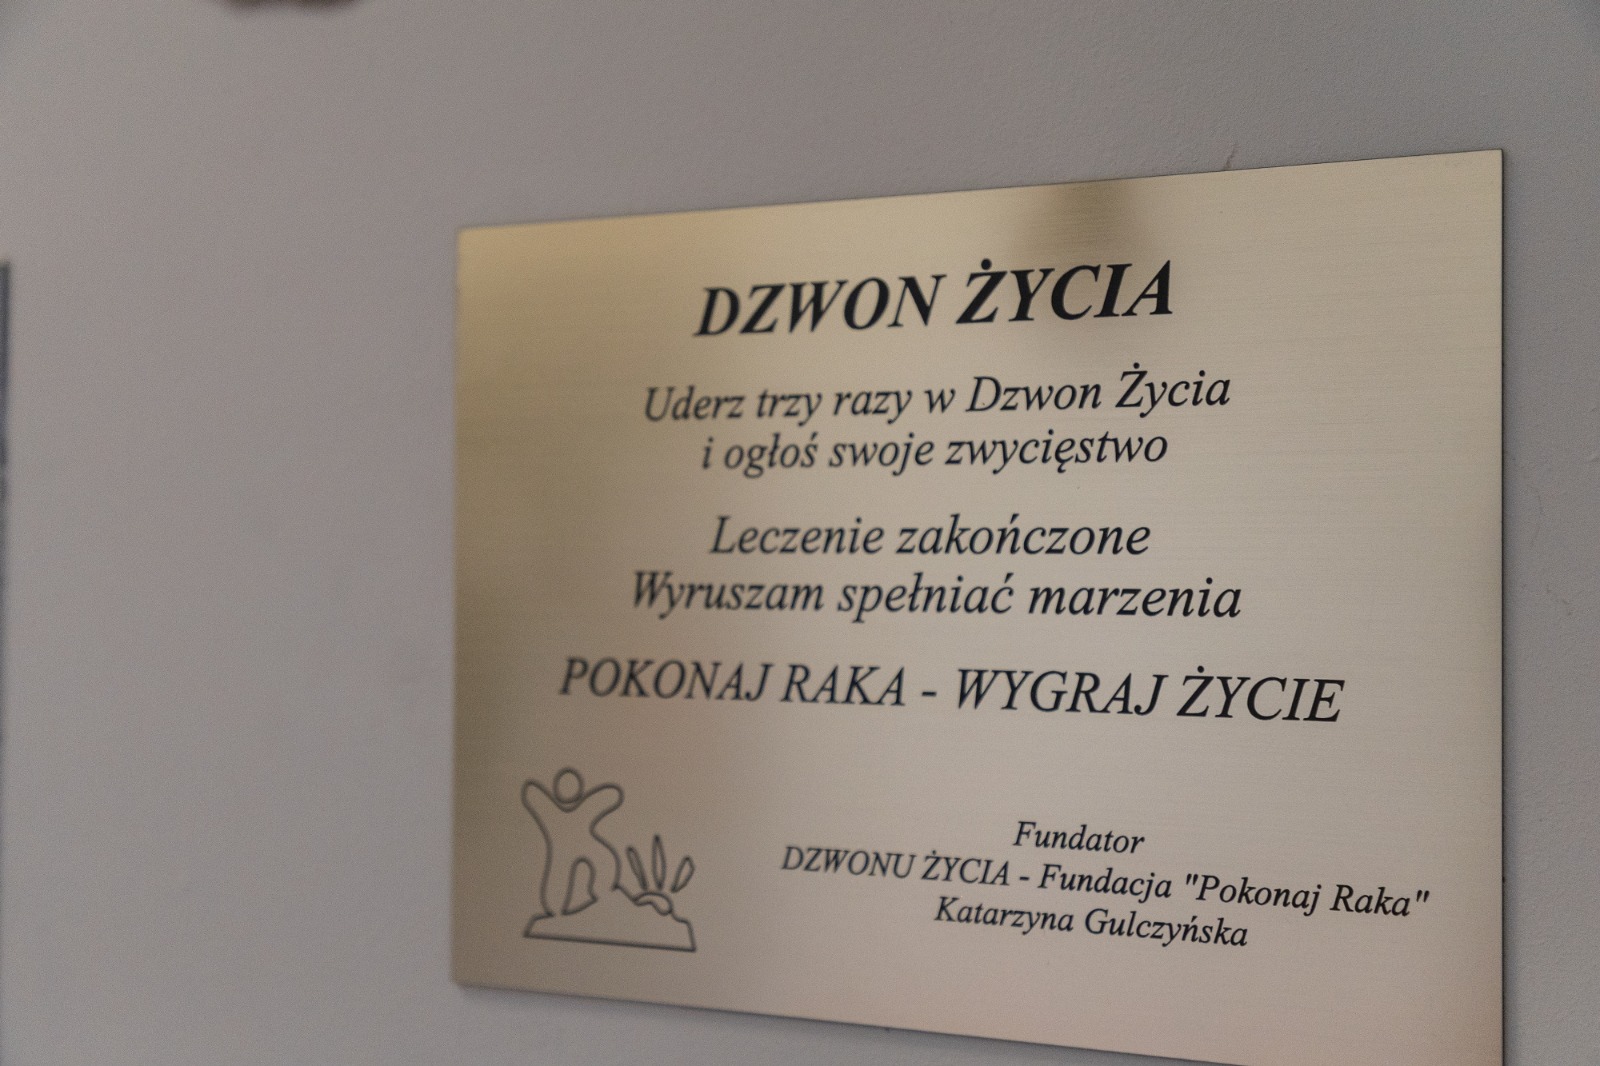 DZWON ŻYCIA
Uderz trzy razy w Dzwon Życia
i ogłoś swoje zwycięstwo
Leczenie zakończone
Wyruszam spełniać marzenia
POKONAJ RAKA - WYGRAJ ŻYCIE
Fundator
DZWONU ŻYCIA - Fundacja "Pokonaj Raka"
Katarzyna Gulczyńska